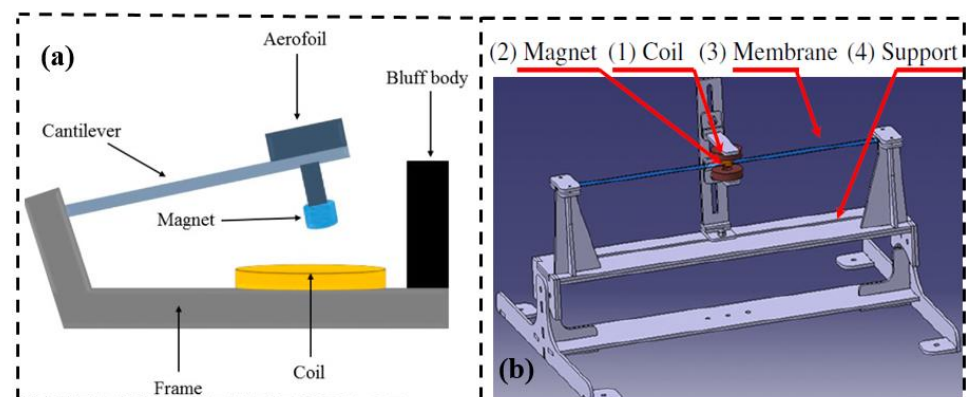 (a)
Aerofoil
Bluff body
Cantilever
Magnet
Coil
Frame
(2) Magnet (1) Coil (3) Membrane (4) Support
(b)